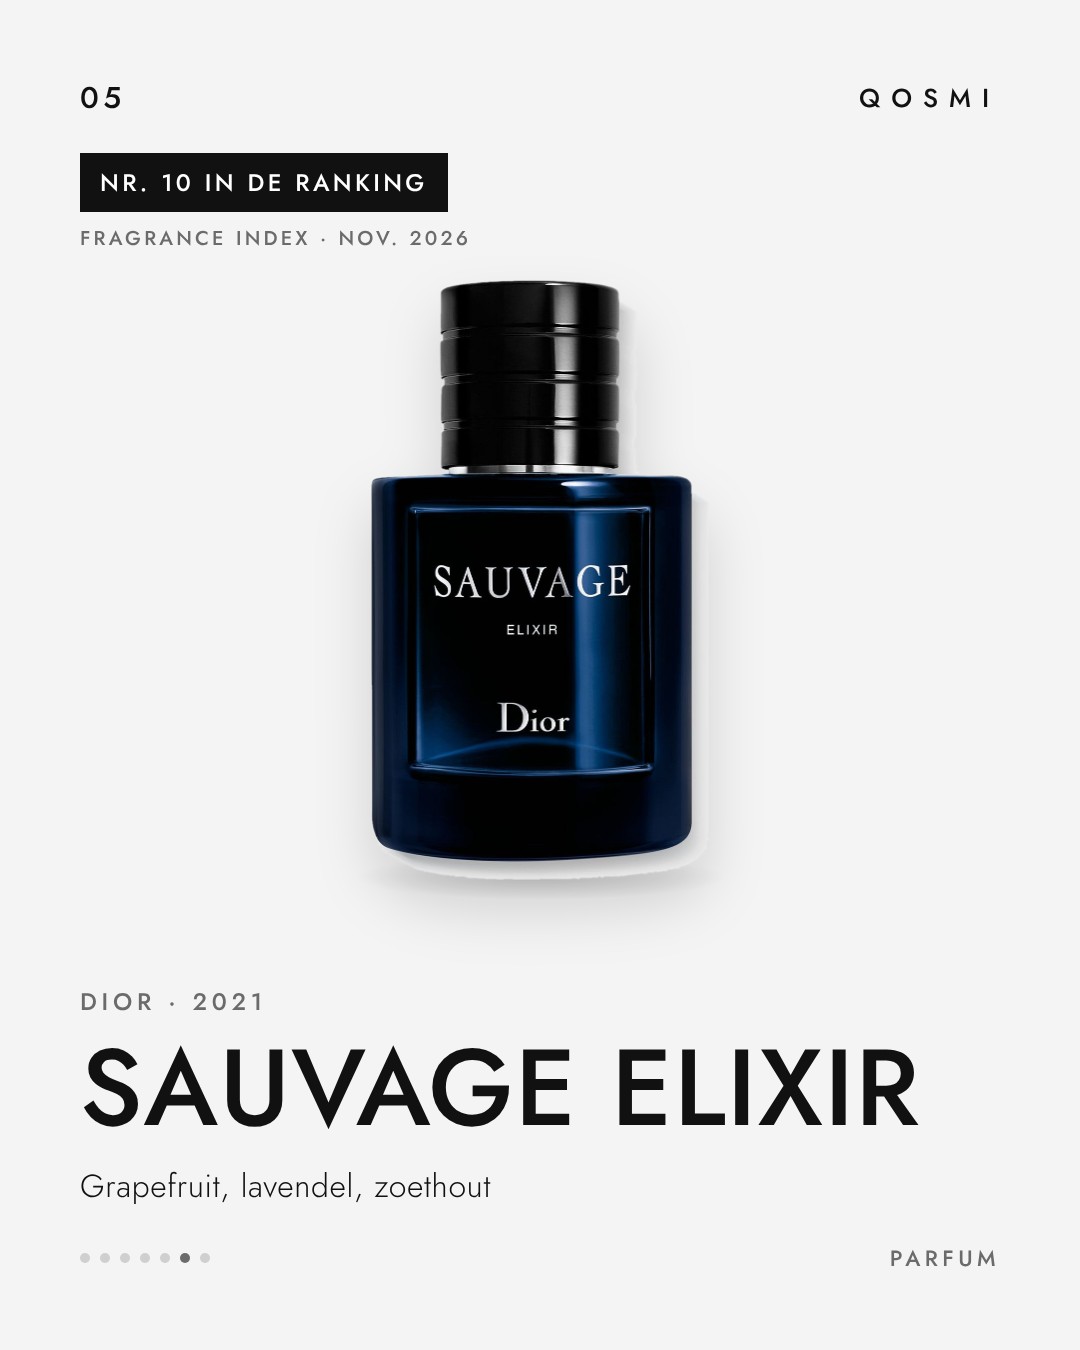 05
QOSMI
NR. 10 IN DE RANKING
FRAGRANCE INDEX · NOV. 2026
SAUVAGE
ELIXIR
Dior
DIOR · 2021
SAUVAGE ELIXIR
Grapefruit, lavendel, zoethout
PARFUM